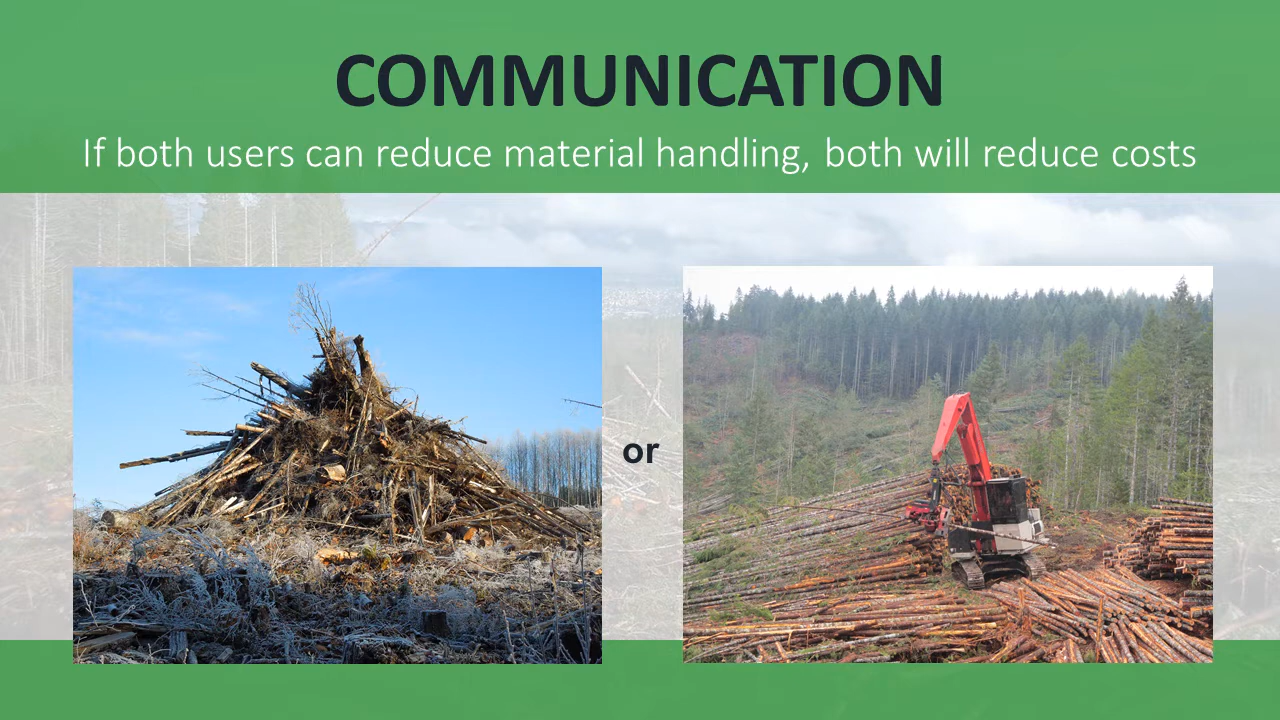 COMMUNICATION
If both users can reduce material handling, both will reduce costs
or